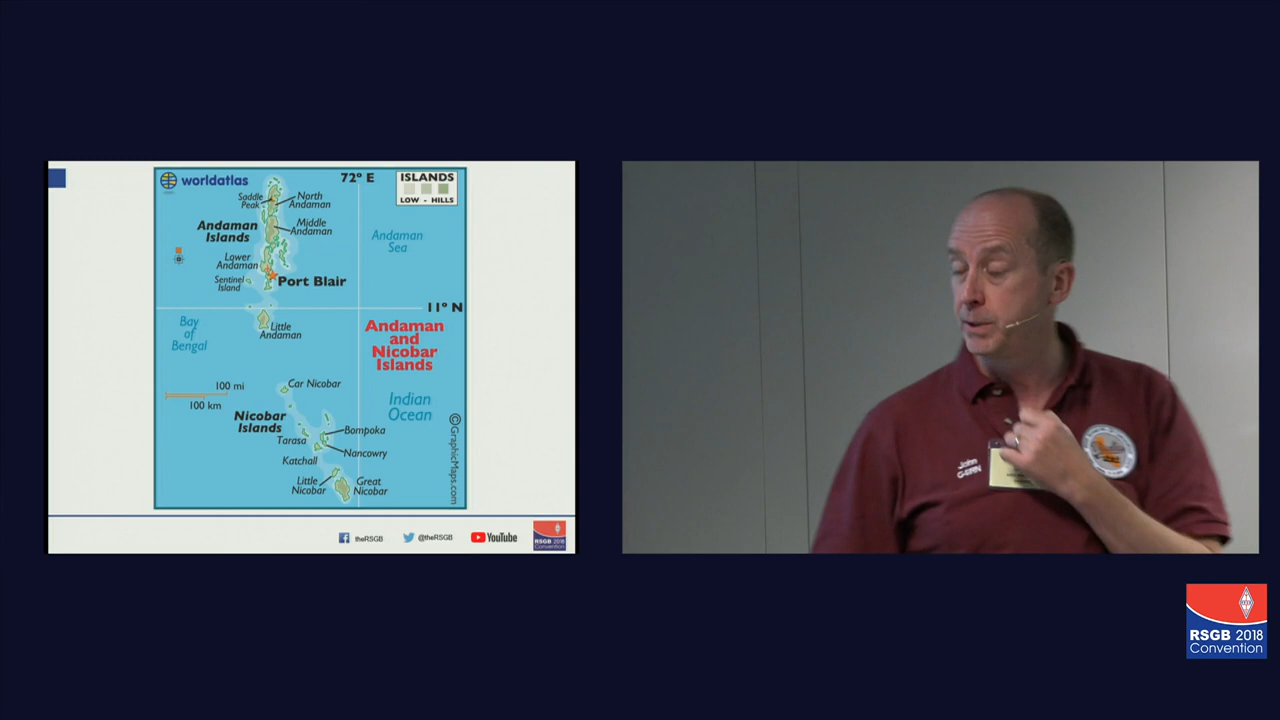 worldatlas
72° E
ISLANDS
LOW - HILLS
Saddle
Peak
North
Andaman
Andaman
Islands
Middle
Andaman
Andaman
Sea
Lower
Andaman
Sentinel
Island
Port Blair
11° N
Bay
of
Bengal
Little
Andaman
Andaman
and
Nicobar
Islands
100 mi
100 km
Car Nicobar
Nicobar
Islands
Indian
Ocean
Tarasa
Bompoka
Nancowry
Katchall
Little
Nicobar
Great
Nicobar
©GraphicMaps.com
theRSGB
@theRSGB
YouTube
RSGB 2018
Convention
John
RSGB 2018
Convention